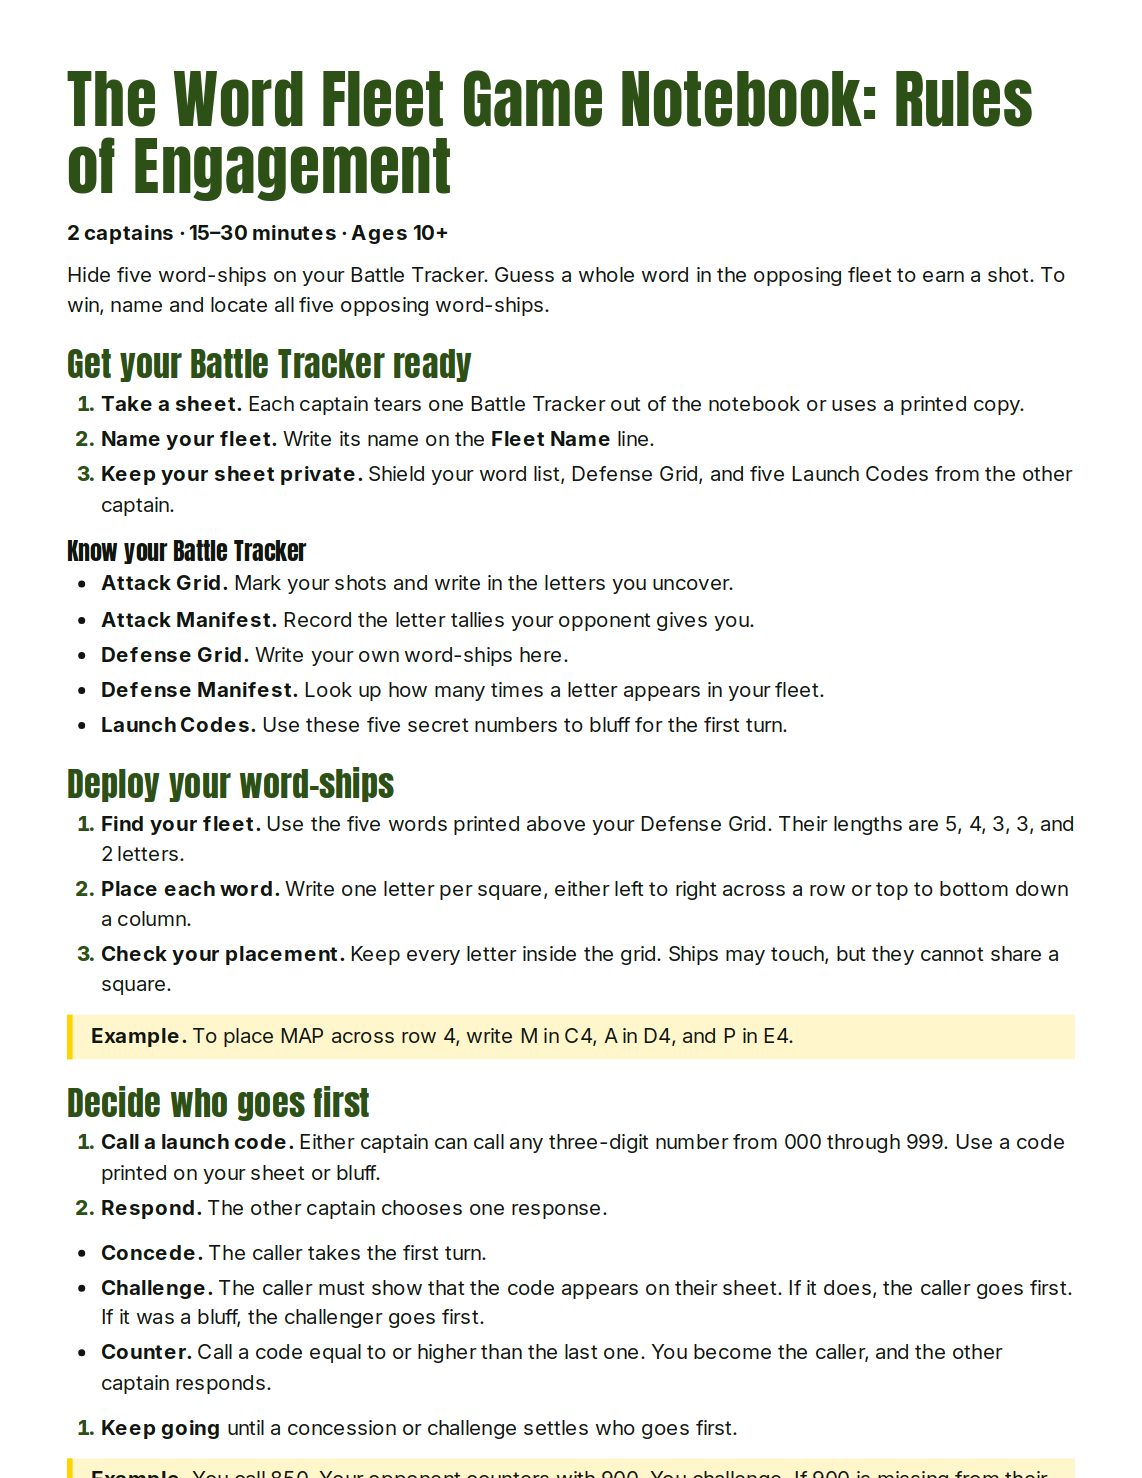 The Word Fleet Game Notebook: Rules
of Engagement
2 captains · 15–30 minutes · Ages 10+
Hide five word-ships on your Battle Tracker. Guess a whole word in the opposing fleet to earn a shot. To
win, name and locate all five opposing word-ships.
Get your Battle Tracker ready
1. Take a sheet. Each captain tears one Battle Tracker out of the notebook or uses a printed copy.
2. Name your fleet. Write its name on the Fleet Name line.
3. Keep your sheet private. Shield your word list, Defense Grid, and five Launch Codes from the other
captain.
Know your Battle Tracker
• Attack Grid. Mark your shots and write in the letters you uncover.
• Attack Manifest. Record the letter tallies your opponent gives you.
• Defense Grid. Write your own word-ships here.
• Defense Manifest. Look up how many times a letter appears in your fleet.
• Launch Codes. Use these five secret numbers to bluff for the first turn.
Deploy your word-ships
1. Find your fleet. Use the five words printed above your Defense Grid. Their lengths are 5, 4, 3, 3, and
2 letters.
2. Place each word. Write one letter per square, either left to right across a row or top to bottom down
a column.
3. Check your placement. Keep every letter inside the grid. Ships may touch, but they cannot share a
square.
Example. To place MAP across row 4, write M in C4, A in D4, and P in E4.
Decide who goes first
1. Call a launch code. Either captain can call any three-digit number from 000 through 999. Use a code
printed on your sheet or bluff.
2. Respond. The other captain chooses one response.
• Concede. The caller takes the first turn.
• Challenge. The caller must show that the code appears on their sheet. If it does, the caller goes first.
If it was a bluff, the challenger goes first.
• Counter. Call a code equal to or higher than the last one. You become the caller, and the other
captain responds.
1. Keep going until a concession or challenge settles who goes first.
Example. You call 850. Your opponent counters with 900. You challenge. If 900 is missing from their